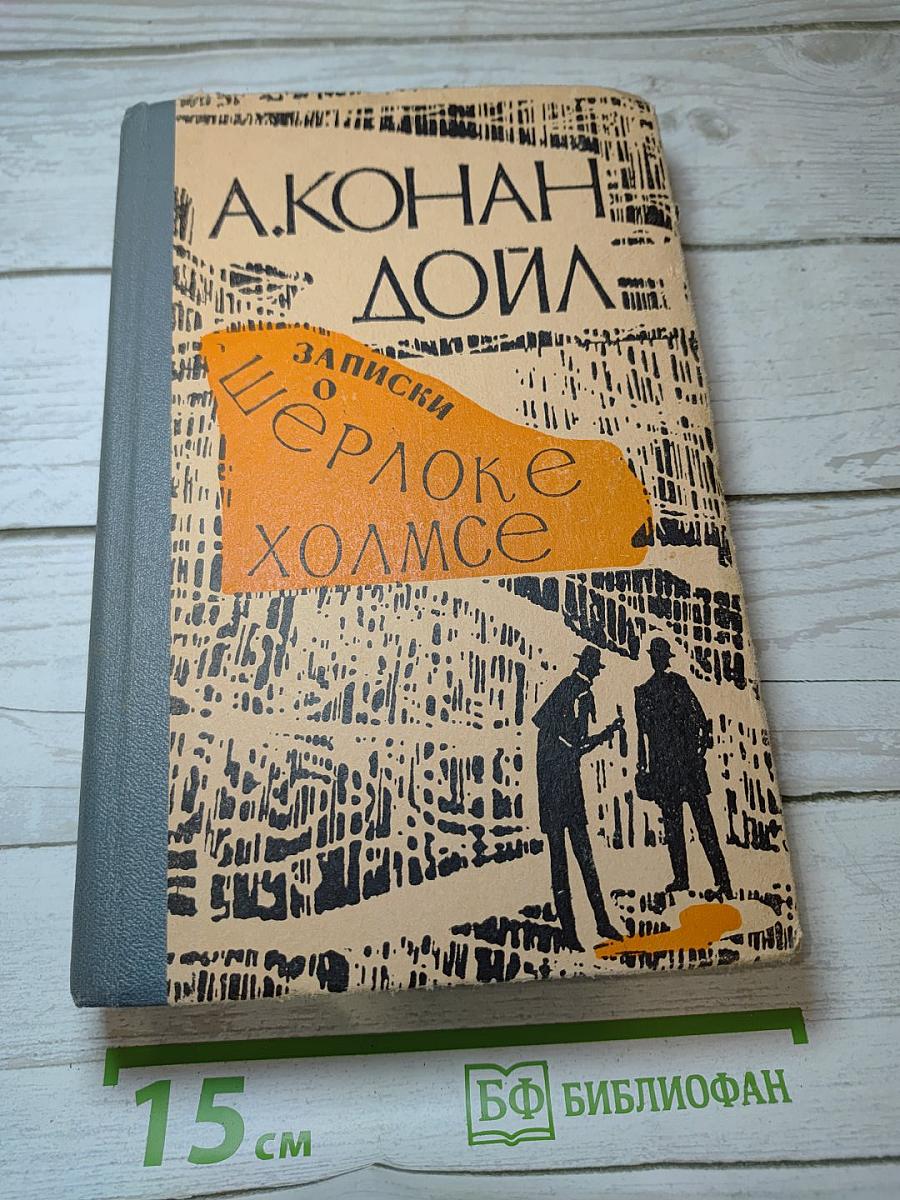 А.КОНАН
ДОЙЛ
ЗАПИСКИ
О
ШЕРЛОКЕ
ХОЛМСЕ
15 см
БФ БИБЛИОФАН